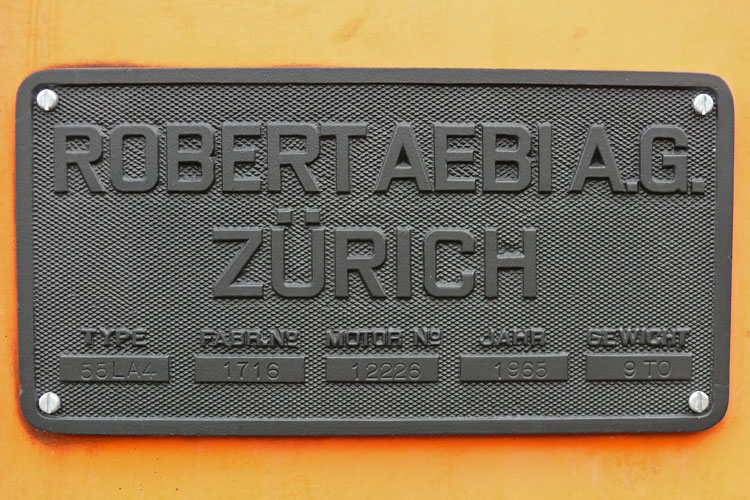 ROBERT AEBI A.G.
ZÜRICH
TYPE FABR.No MOTOR No JAHR GEWICHT
55LA4 1716 12226 1965 9 TO